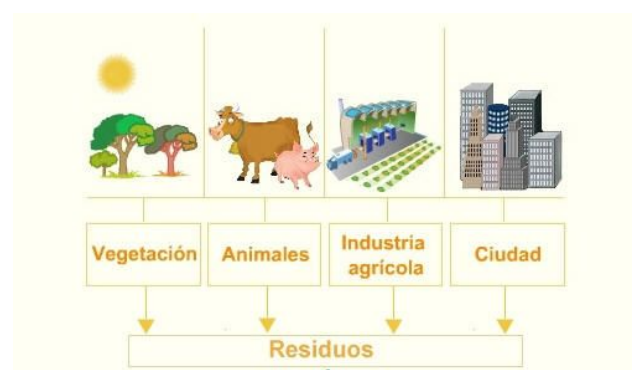 Vegetación
Animales
Industria
agrícola
Ciudad
Residuos